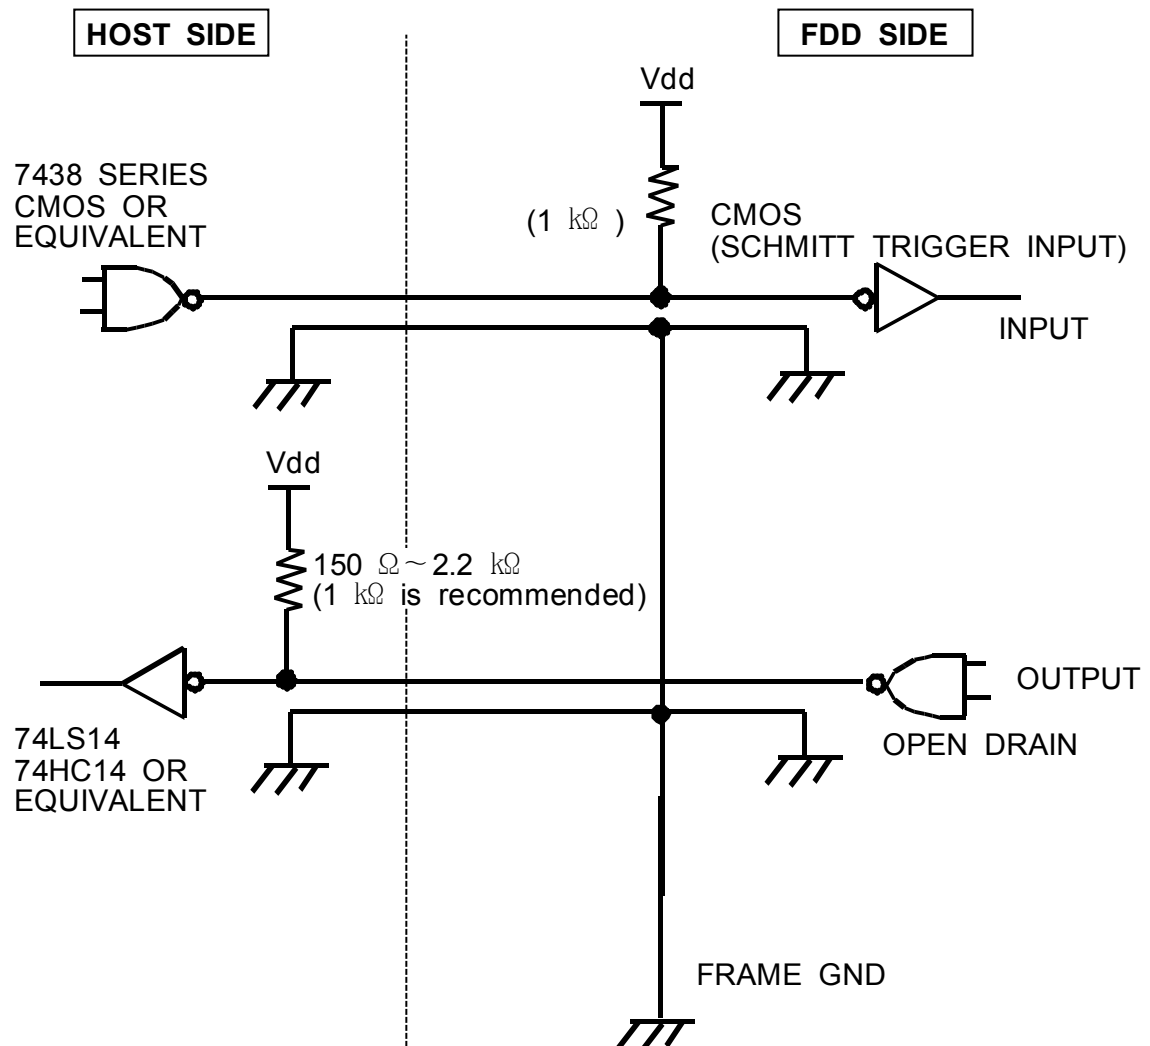 HOST SIDE
FDD SIDE
Vdd
7438 SERIES
CMOS OR
EQUIVALENT
(1 kΩ )
CMOS
(SCHMITT TRIGGER INPUT)
INPUT
Vdd
150 Ω～2.2 kΩ
(1 kΩ is recommended)
OUTPUT
OPEN DRAIN
74LS14
74HC14 OR
EQUIVALENT
FRAME GND